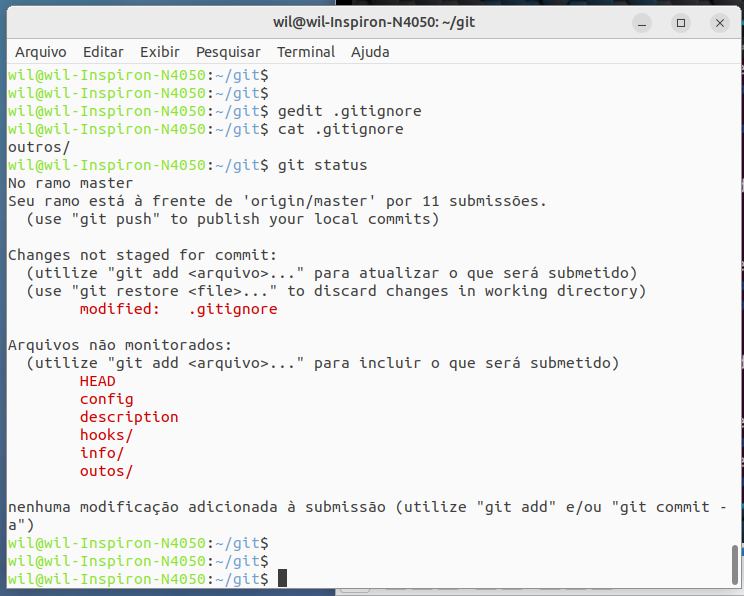 wil@wil-Inspiron-N4050: ~/git
Arquivo Editar Exibir Pesquisar Terminal Ajuda
wil@wil-Inspiron-N4050:~/git$
wil@wil-Inspiron-N4050:~/git$
wil@wil-Inspiron-N4050:~/git$ gedit .gitignore
wil@wil-Inspiron-N4050:~/git$ cat .gitignore
outros/
wil@wil-Inspiron-N4050:~/git$ git status
No ramo master
Seu ramo está à frente de 'origin/master' por 11 submissões.
  (use "git push" to publish your local commits)

Changes not staged for commit:
  (utilize "git add <arquivo>..." para atualizar o que será submetido)
  (use "git restore <file>..." to discard changes in working directory)
        modified:   .gitignore

Arquivos não monitorados:
  (utilize "git add <arquivo>..." para incluir o que será submetido)
        HEAD
        config
        description
        hooks/
        info/
        outos/

nenhuma modificação adicionada à submissão (utilize "git add" e/ou "git commit -
a")
wil@wil-Inspiron-N4050:~/git$
wil@wil-Inspiron-N4050:~/git$
wil@wil-Inspiron-N4050:~/git$